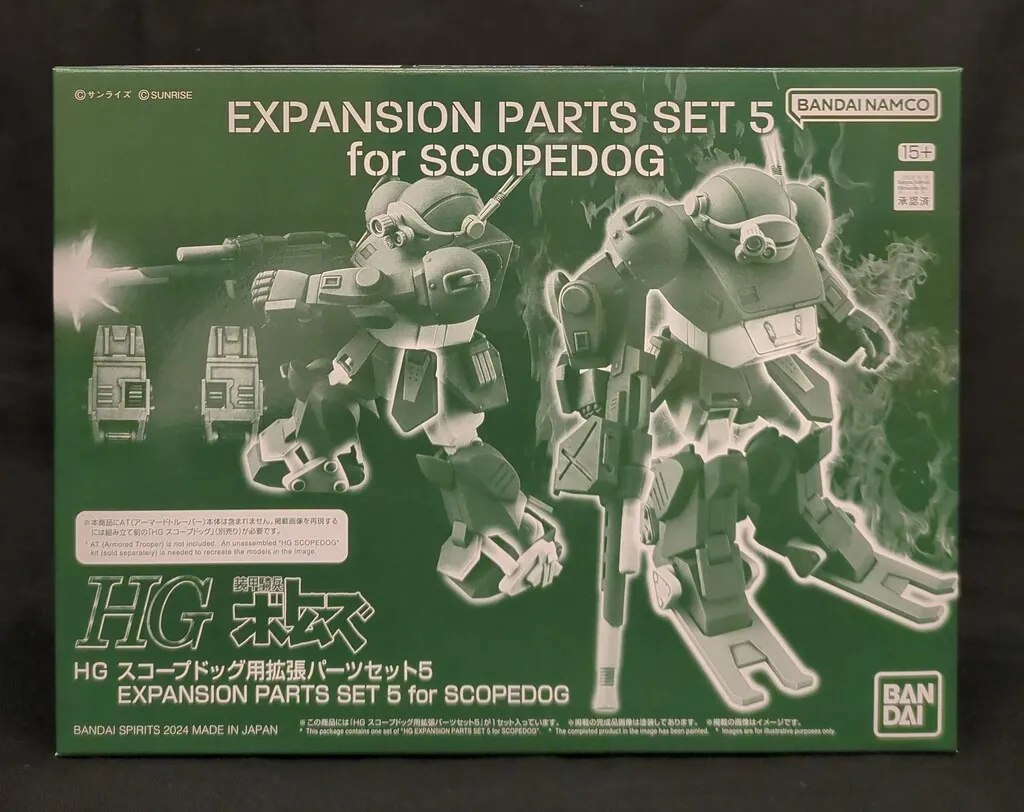 ©サンライズ ©SUNRISE
EXPANSION PARTS SET 5
for SCOPEDOG
BANDAI NAMCO
15+
承認済
※本商品にAT(アーマードトルーパー)本体は含まれません。掲載画像を再現する
には組み立て前の「HG スコープドッグ」(別売り)が必要です。
* AT (Armored Trooper) is not included. An unassembled "HG SCOPEDOG"
kit (sold separately) is needed to recreate the models in the image.
HG 装甲騎兵
ボトムズ
HG スコープドッグ用拡張パーツセット5
EXPANSION PARTS SET 5 for SCOPEDOG
BAN
DAI
BANDAI SPIRITS 2024 MADE IN JAPAN
※この商品には「HG スコープドッグ用拡張パーツセット5」が1セット入っています。 ※掲載の完成品画像は塗装してあります。 ※掲載の画像はイメージです。
* This package contains one set of "HG EXPANSION PARTS SET 5 for SCOPEDOG". * The completed product in the image has been painted. * Images are for illustrative purposes only.